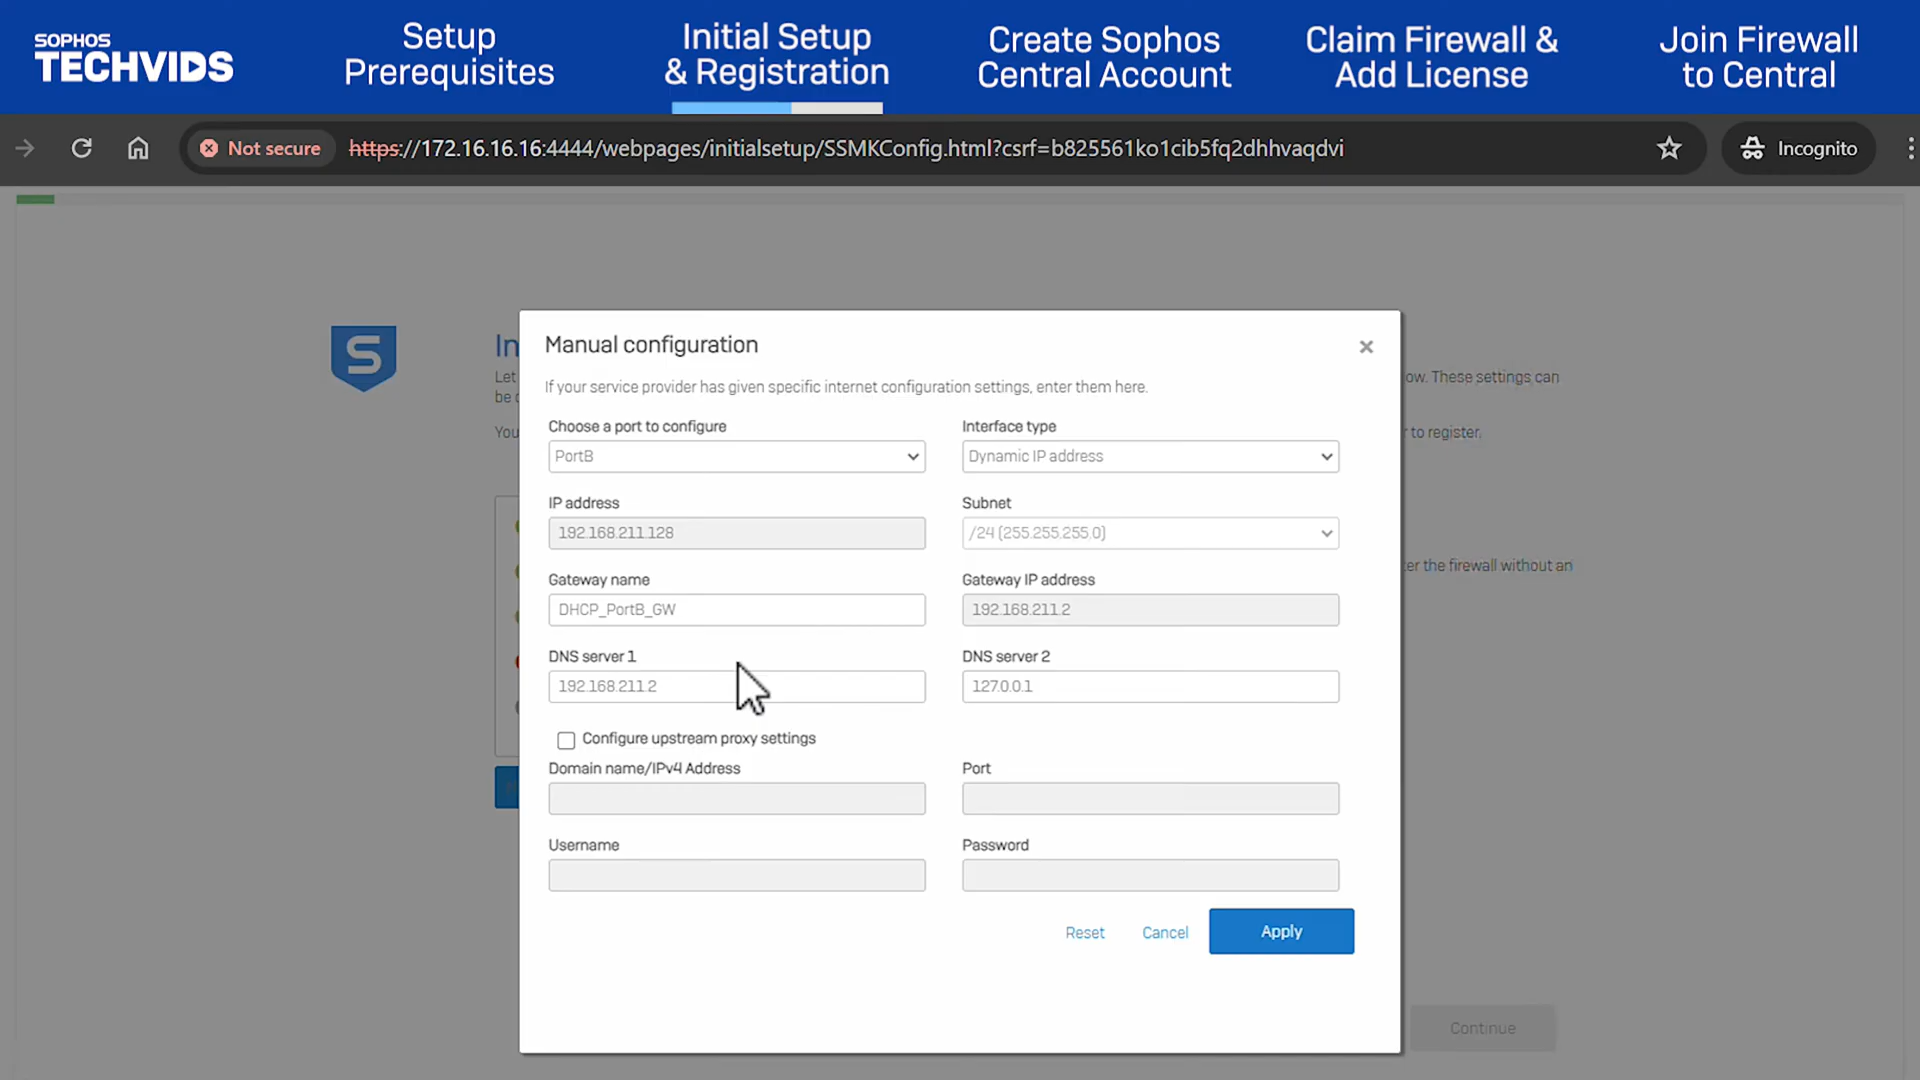 SOPHOS
TECHVIDS
Setup
Prerequisites
Initial Setup
& Registration
Create Sophos
Central Account
Claim Firewall &
Add License
Join Firewall
to Central
Not secure
https://172.16.16.16:4444/webpages/initialsetup/SSMKConfig.html?csrf=b825561ko1cib5fq2dhhvaqdvi
Incognito
S
In
Let
be
You
ow. These settings can
to register.
er the firewall without an
Manual configuration
×
If your service provider has given specific internet configuration settings, enter them here.
Choose a port to configure
Interface type
PortB
Dynamic IP address
IP address
Subnet
192.168.211.128
/24 (255.255.255.0)
Gateway name
Gateway IP address
DHCP_PortB_GW
192.168.211.2
DNS server 1
DNS server 2
192.168.211.2
127.0.0.1
Configure upstream proxy settings
Domain name/IPv4 Address
Port
Username
Password
Reset
Cancel
Apply
Continue